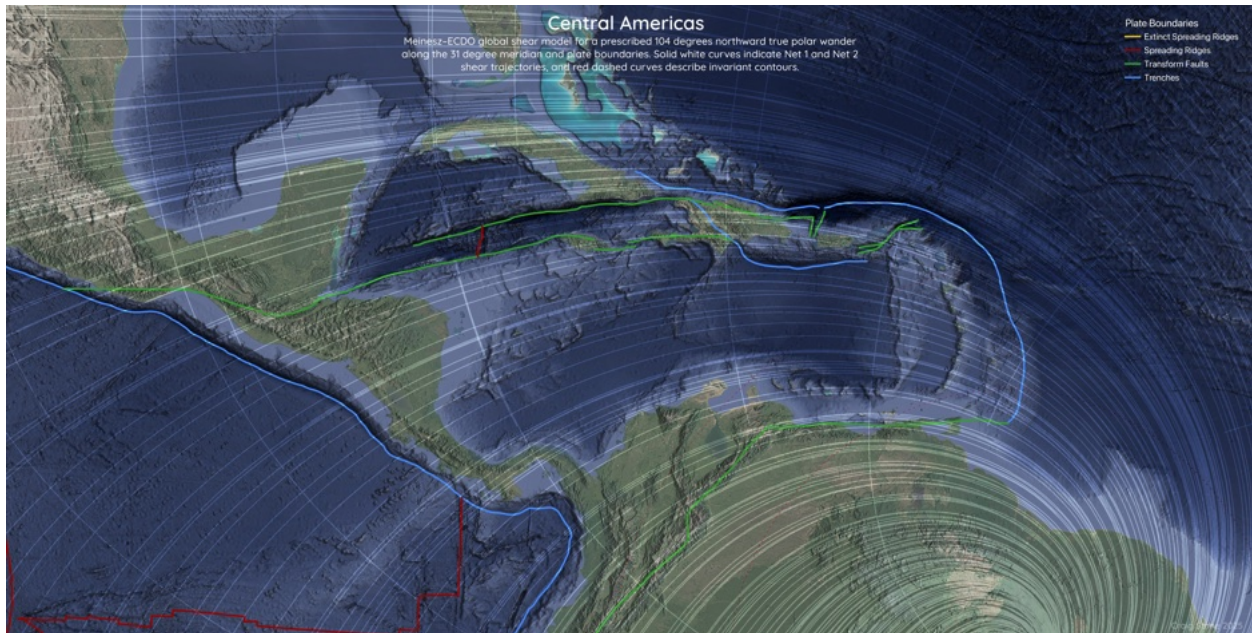 Central Americas
Meinesz-ECDO global shear model for a prescribed 104 degrees northward true polar wander
along the 31 degree meridian and plate boundaries. Solid white curves indicate Net 1 and Net 2
shear trajectories, and red dashed curves describe invariant contours.
Plate Boundaries
Extinct Spreading Ridges
Spreading Ridges
Transform Faults
Trenches